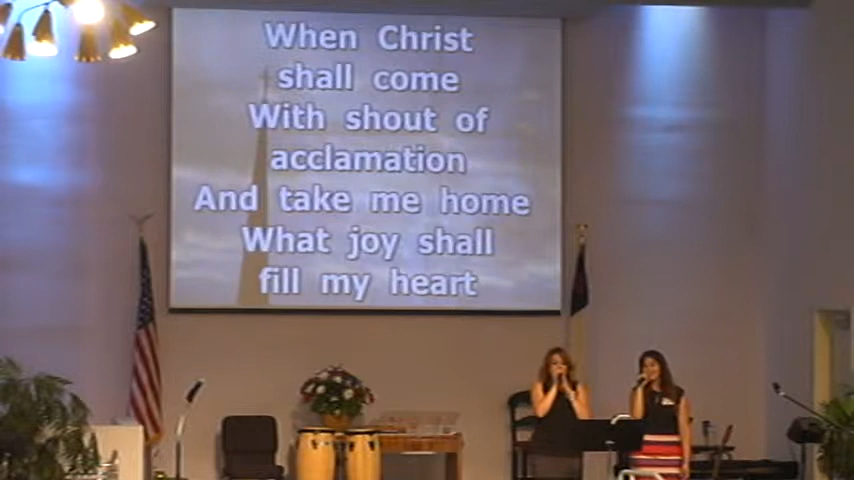 When Christ
shall come
With shout of
acclamation
And take me home
What joy shall
fill my heart